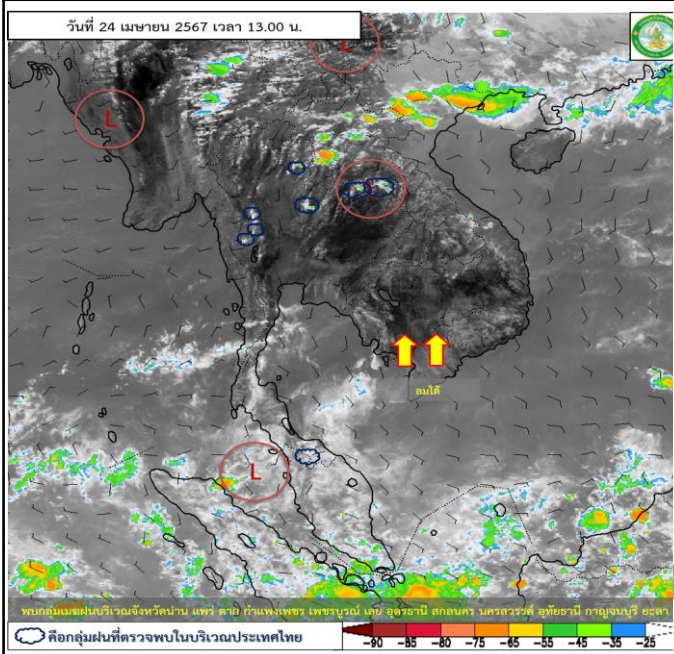 วันที่ 24 เมษายน 2567 เวลา 13.00 น.
L
L
L
ลมใต้
L
พบกลุ่มเมฆฝนบริเวณจังหวัดน่าน แพร่ ตาก กำแพงเพชร เพชรบูรณ์ เลย อุดรธานี สกลนคร นครสวรรค์ อุทัยธานี กาญจนบุรี ยะลา
คือกลุ่มฝนที่ตรวจพบในบริเวณประเทศไทย
-90 -85 -80 -75 -65 -55 -45 -35 -25